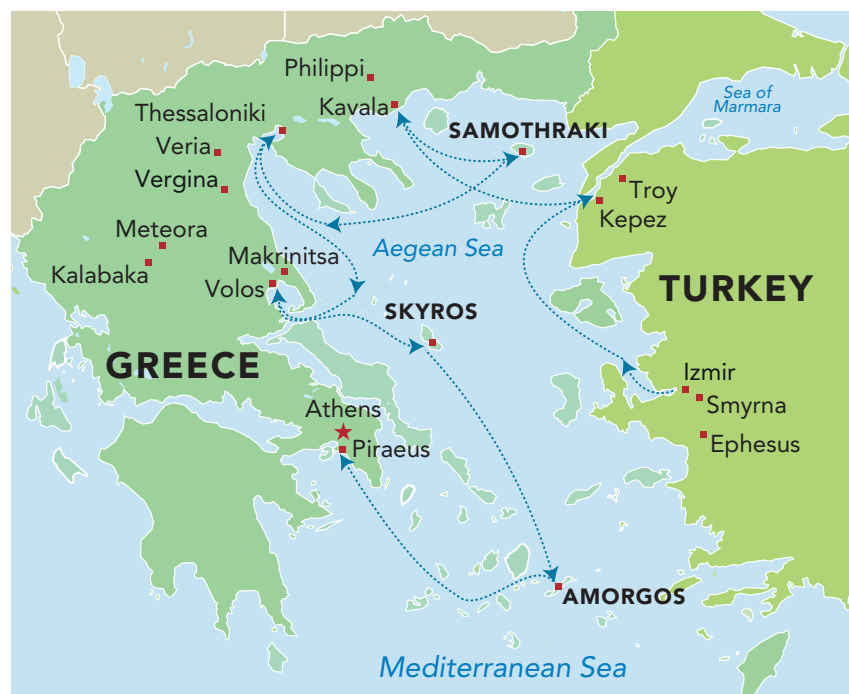 Philippi
Sea of
Marmara
Kavala
Thessaloniki
SAMOTHRAKI
Veria
Vergina
Troy
Kepez
Meteora
Aegean Sea
Makrinitsa
Kalabaka
Volos
TURKEY
SKYROS
GREECE
Izmir
Smyrna
Athens
Piraeus
Ephesus
AMORGOS
Mediterranean Sea